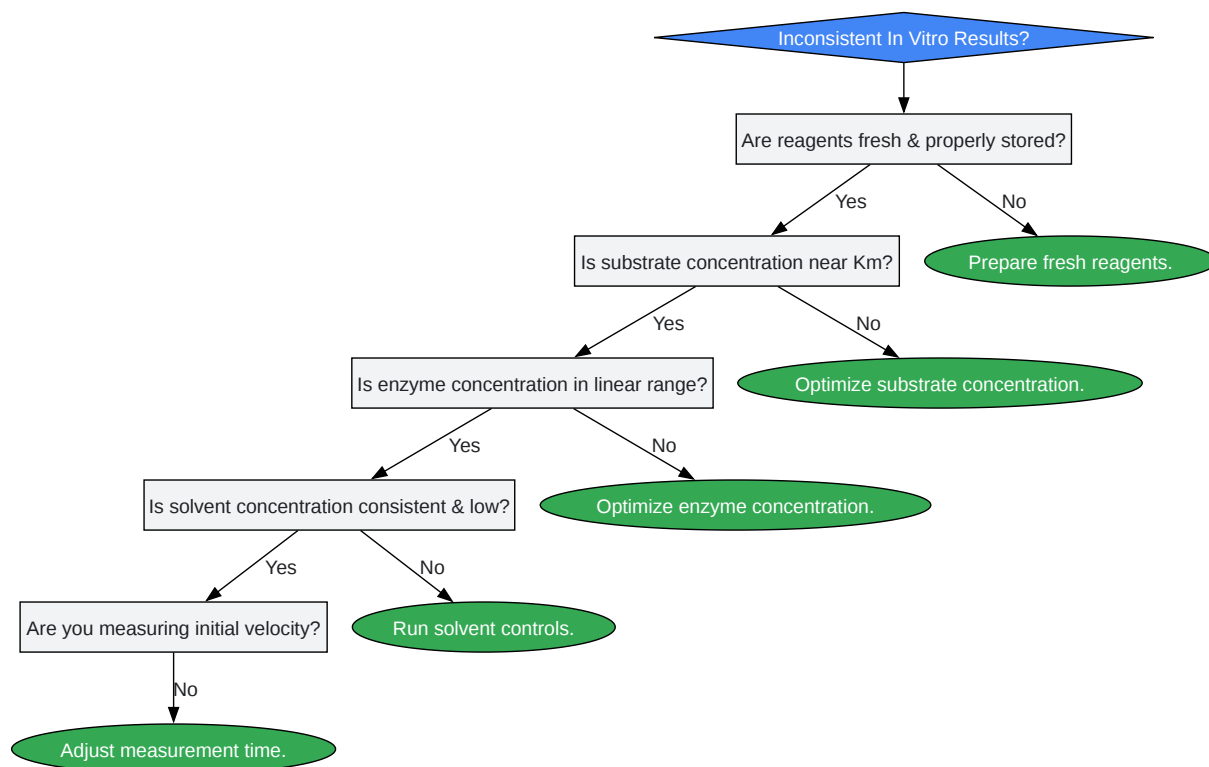 Inconsistent In Vitro Results?
Are reagents fresh & properly stored?
Yes
No
Is substrate concentration near Km?
Prepare fresh reagents.
Yes
No
Is enzyme concentration in linear range?
Optimize substrate concentration.
Yes
No
Is solvent concentration consistent & low?
Optimize enzyme concentration.
Yes
No
Are you measuring initial velocity?
Run solvent controls.
No
Adjust measurement time.